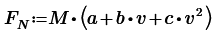 F_N := M • (a + b • v + c • v²)